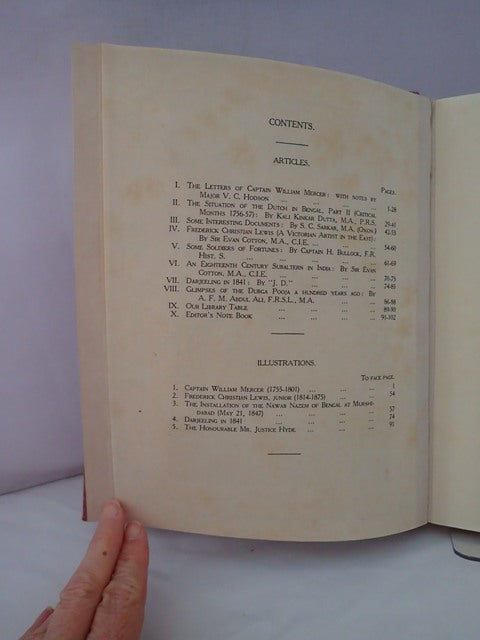 CONTENTS.
ARTICLES.
PAGES.
I. THE LETTERS OF CAPTAIN WILLIAM MERCER: WITH NOTES BY
MAJOR V. C. HODSON ... ... ... ... 1-28
II. THE SITUATION OF THE DUTCH IN BENGAL, PART II (CRITICAL
MONTHS 1756-57): BY KALI KINKAR DUTTA, M.A., P.R.S. 29-41
III. SOME INTERESTING DOCUMENTS: BY S. C. SARKAR, M.A. (OXON.) 42-53
IV. FREDERICK CHRISTIAN LEWIS (A VICTORIAN ARTIST IN THE EAST):
BY SIR EVAN COTTON, M.A., C.I.E. ... ... ... 54-60
V. SOME SOLDIERS OF FORTUNES: BY CAPTAIN H. BULLOCK, F.R.
HIST. S. ... ... ... ... 61-69
VI. AN EIGHTEENTH CENTURY SUBALTERN IN INDIA: BY SIR EVAN
COTTON, M.A., C.I.E. ... ... ... ... 70-73
VII. DARJEELING IN 1841: BY "J. D." ... ... ... 74-85
VIII. GLIMPSES OF THE DURGA POOJA A HUNDRED YEARS AGO: BY
A. F. M. ABDUL ALI, F.R.S.L., M.A. ... ... 86-88
IX. OUR LIBRARY TABLE ... ... ... ... 89-90
X. EDITOR'S NOTE BOOK ... ... ... ... 91-102
ILLUSTRATIONS.
TO FACE PAGE.
1. CAPTAIN WILLIAM MERCER (1755-1801) ... ... ... 1
2. FREDERICK CHRISTIAN LEWIS, JUNIOR (1814-1875) ... ... 54
3. THE INSTALLATION OF THE NAWAB NAZEM OF BENGAL AT MURSHI-
DABAD (MAY 21, 1847) ... ... ... ... 57
4. DARJEELING IN 1841 ... ... ... ... 74
5. THE HONOURABLE MR. JUSTICE HYDE ... ... ... 91